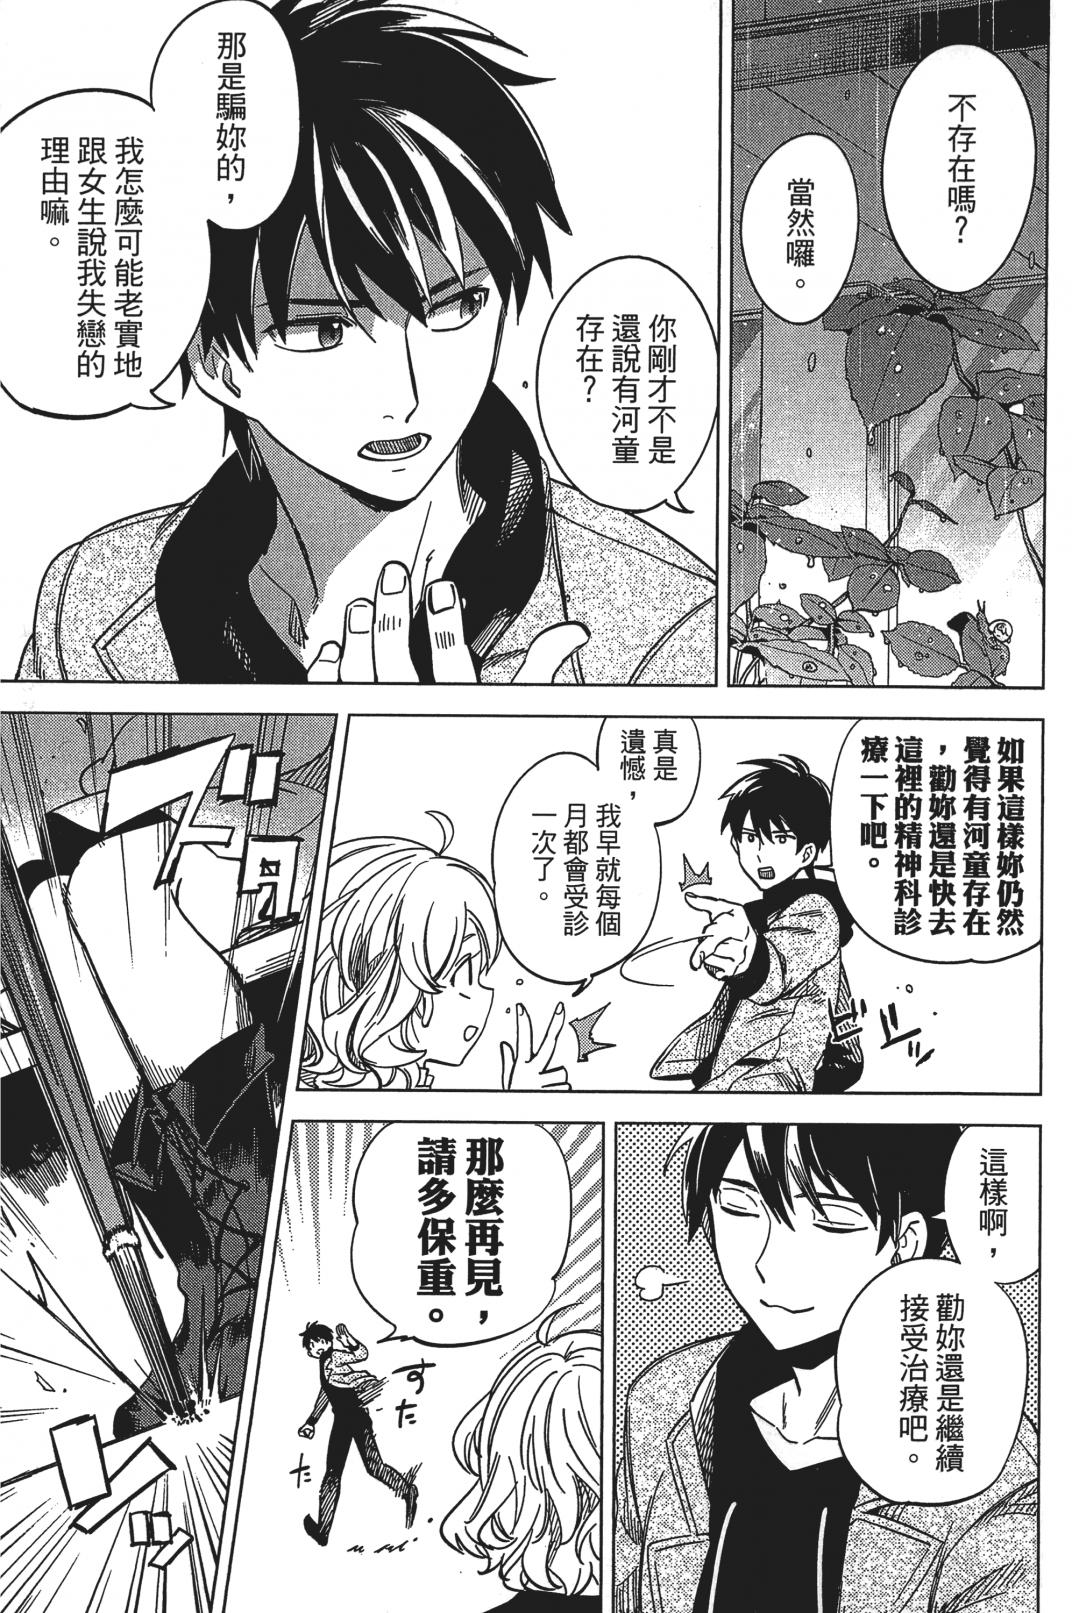 不存在嗎？
當然囉。
你剛才不是
還說有河童
存在？
那是騙妳的，
我怎麼可能老實地
跟女生說我失戀的
理由嘛。
如果這樣妳仍然
覺得有河童存在
，勸妳還是快去
這裡的精神科診
療一下吧。
真是
遺憾，
我早就每個
月都會受診
一次了。
這樣啊，
勸妳還是繼續
接受治療吧。
那麼再見，
請多保重。
すた
た